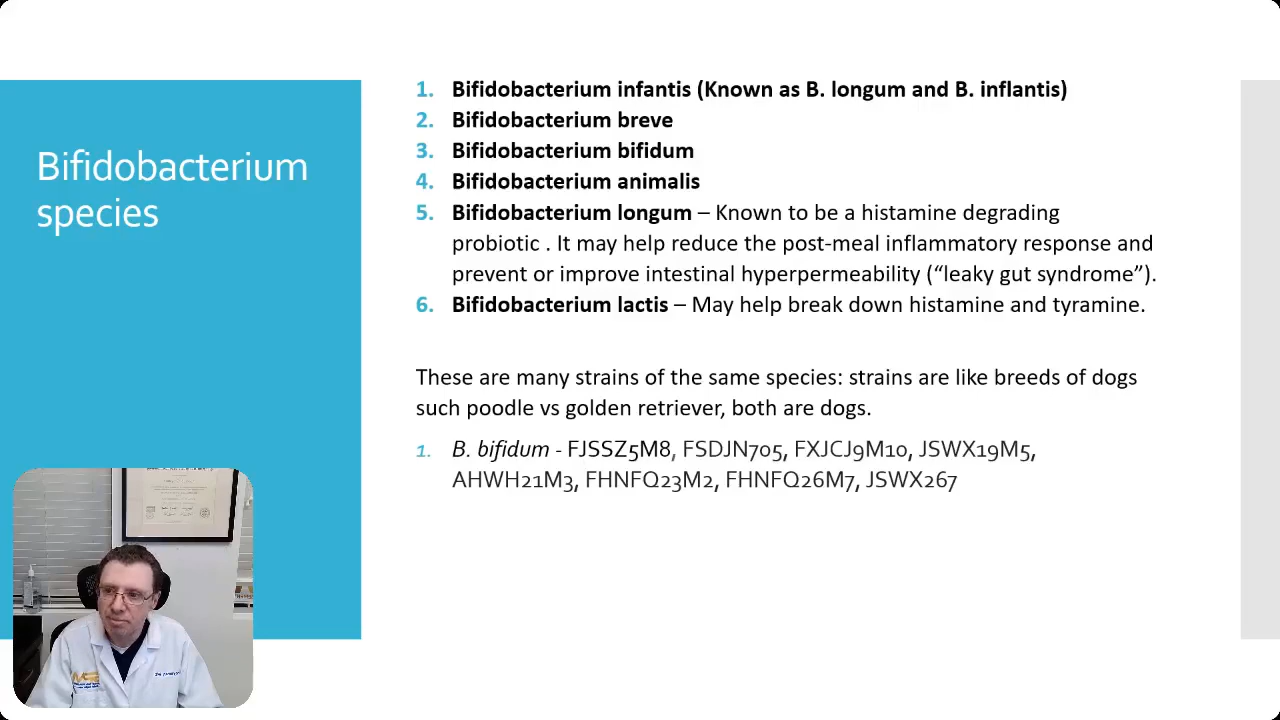 Bifidobacterium
species
1. Bifidobacterium infantis (Known as B. longum and B. inflantis)
2. Bifidobacterium breve
3. Bifidobacterium bifidum
4. Bifidobacterium animalis
5. Bifidobacterium longum – Known to be a histamine degrading
probiotic . It may help reduce the post-meal inflammatory response and
prevent or improve intestinal hyperpermeability (“leaky gut syndrome”).
6. Bifidobacterium lactis – May help break down histamine and tyramine.
These are many strains of the same species: strains are like breeds of dogs
such poodle vs golden retriever, both are dogs.
1. B. bifidum - FJSSZ5M8, FSDJN705, FXJCJ9M10, JSWX19M5,
AHWH21M3, FHNFQ23M2, FHNFQ26M7, JSWX267